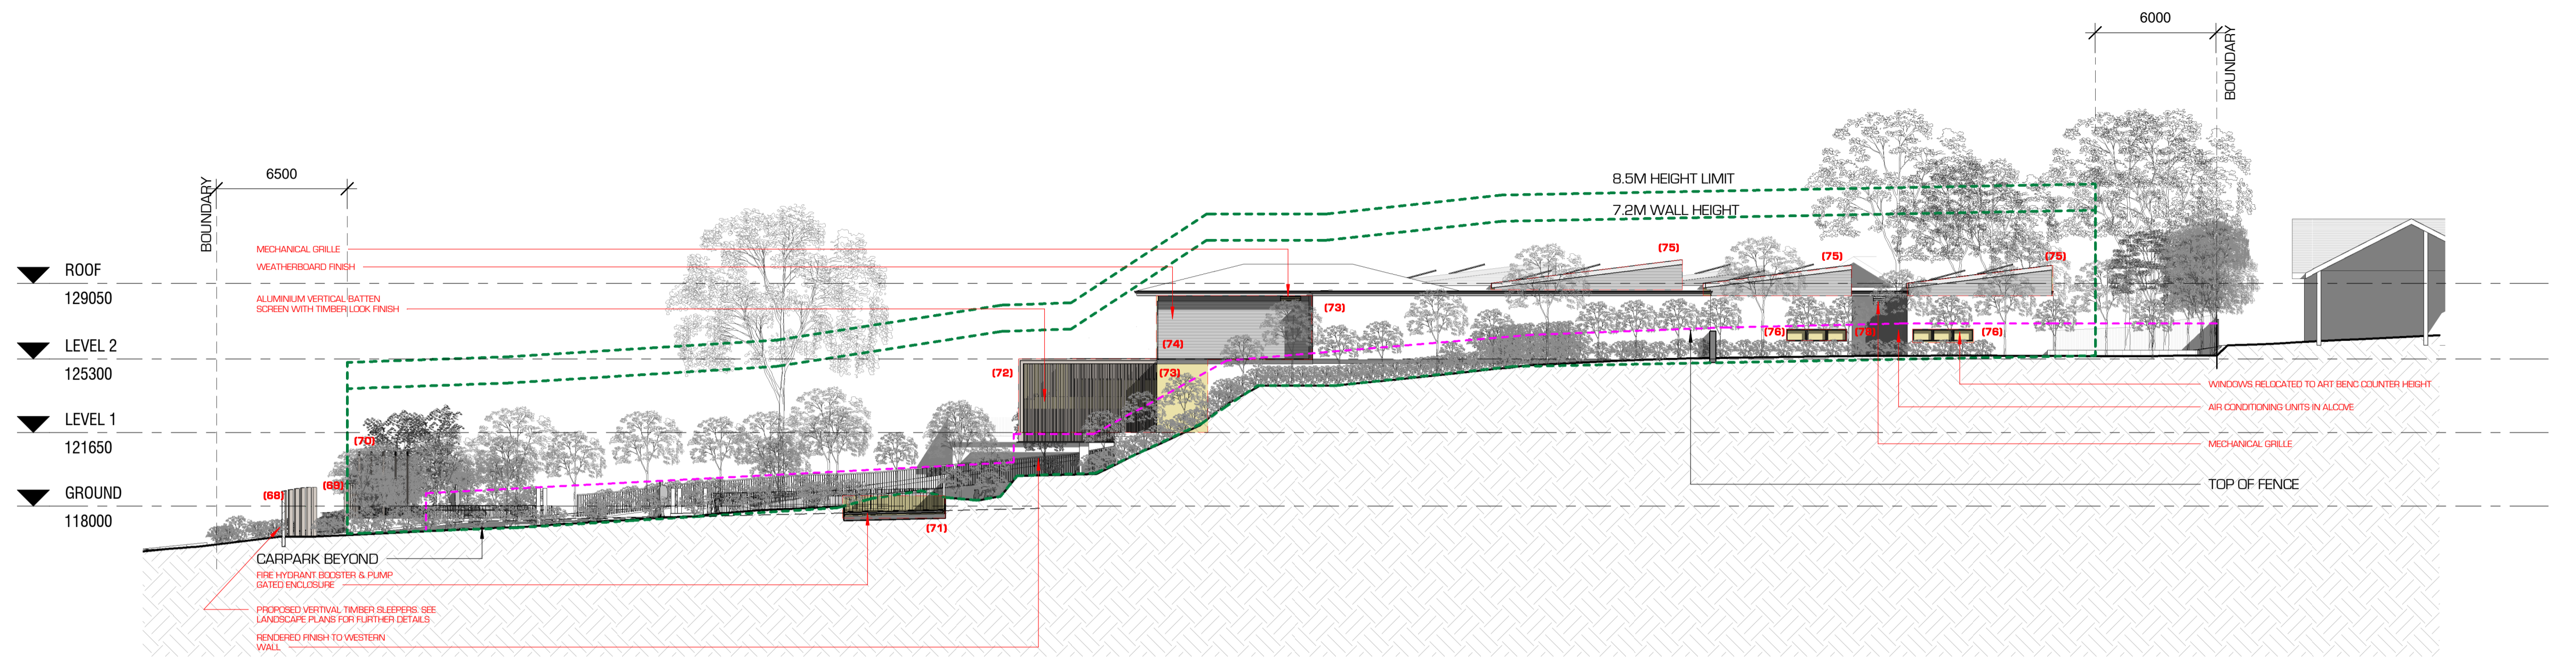 6000
BOUNDARY
6500
BOUNDARY
8.5M HEIGHT LIMIT
7.2M WALL HEIGHT
MECHANICAL GRILLE
WEATHERBOARD FINISH
ALUMINIUM VERTICAL BATTEN
SCREEN WITH TIMBER LOOK FINISH
ROOF
129050
LEVEL 2
125300
LEVEL 1
121650
GROUND
118000
(75)
(75)
(75)
(73)
(74)
(76)
(76)
(72)
(73)
(70)
(69)
(68)
(71)
WINDOWS RELOCATED TO ART BENC COUNTER HEIGHT
AIR CONDITIONING UNITS IN ALCOVE
MECHANICAL GRILLE
TOP OF FENCE
CARPARK BEYOND
FIRE HYDRANT BOOSTER & PUMP
GATED ENCLOSURE
PROPOSED VERTIVAL TIMBER SLEEPERS. SEE
LANDSCAPE PLANS FOR FURTHER DETAILS
RENDERED FINISH TO WESTERN
WALL